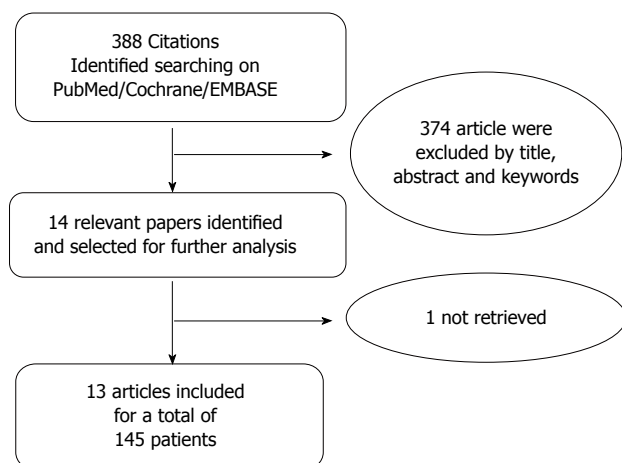 388 Citations
Identified searching on
PubMed/Cochrane/EMBASE
374 article were
excluded by title,
abstract and keywords
14 relevant papers identified
and selected for further analysis
1 not retrieved
13 articles included
for a total of
145 patients